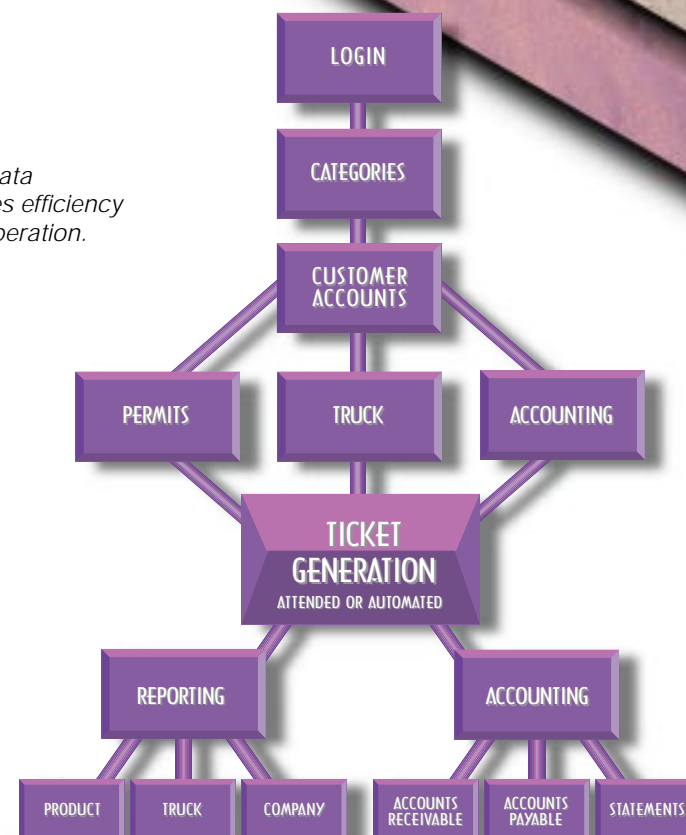 LOGIN
CATEGORIES
ata
es efficiency
peration.
CUSTOMER
ACCOUNTS
PERMITS
TRUCK
ACCOUNTING
TICKET
GENERATION
ATTENDED OR AUTOMATED
REPORTING
ACCOUNTING
PRODUCT
TRUCK
COMPANY
ACCOUNTS
RECEIVABLE
ACCOUNTS
PAYABLE
STATEMENTS